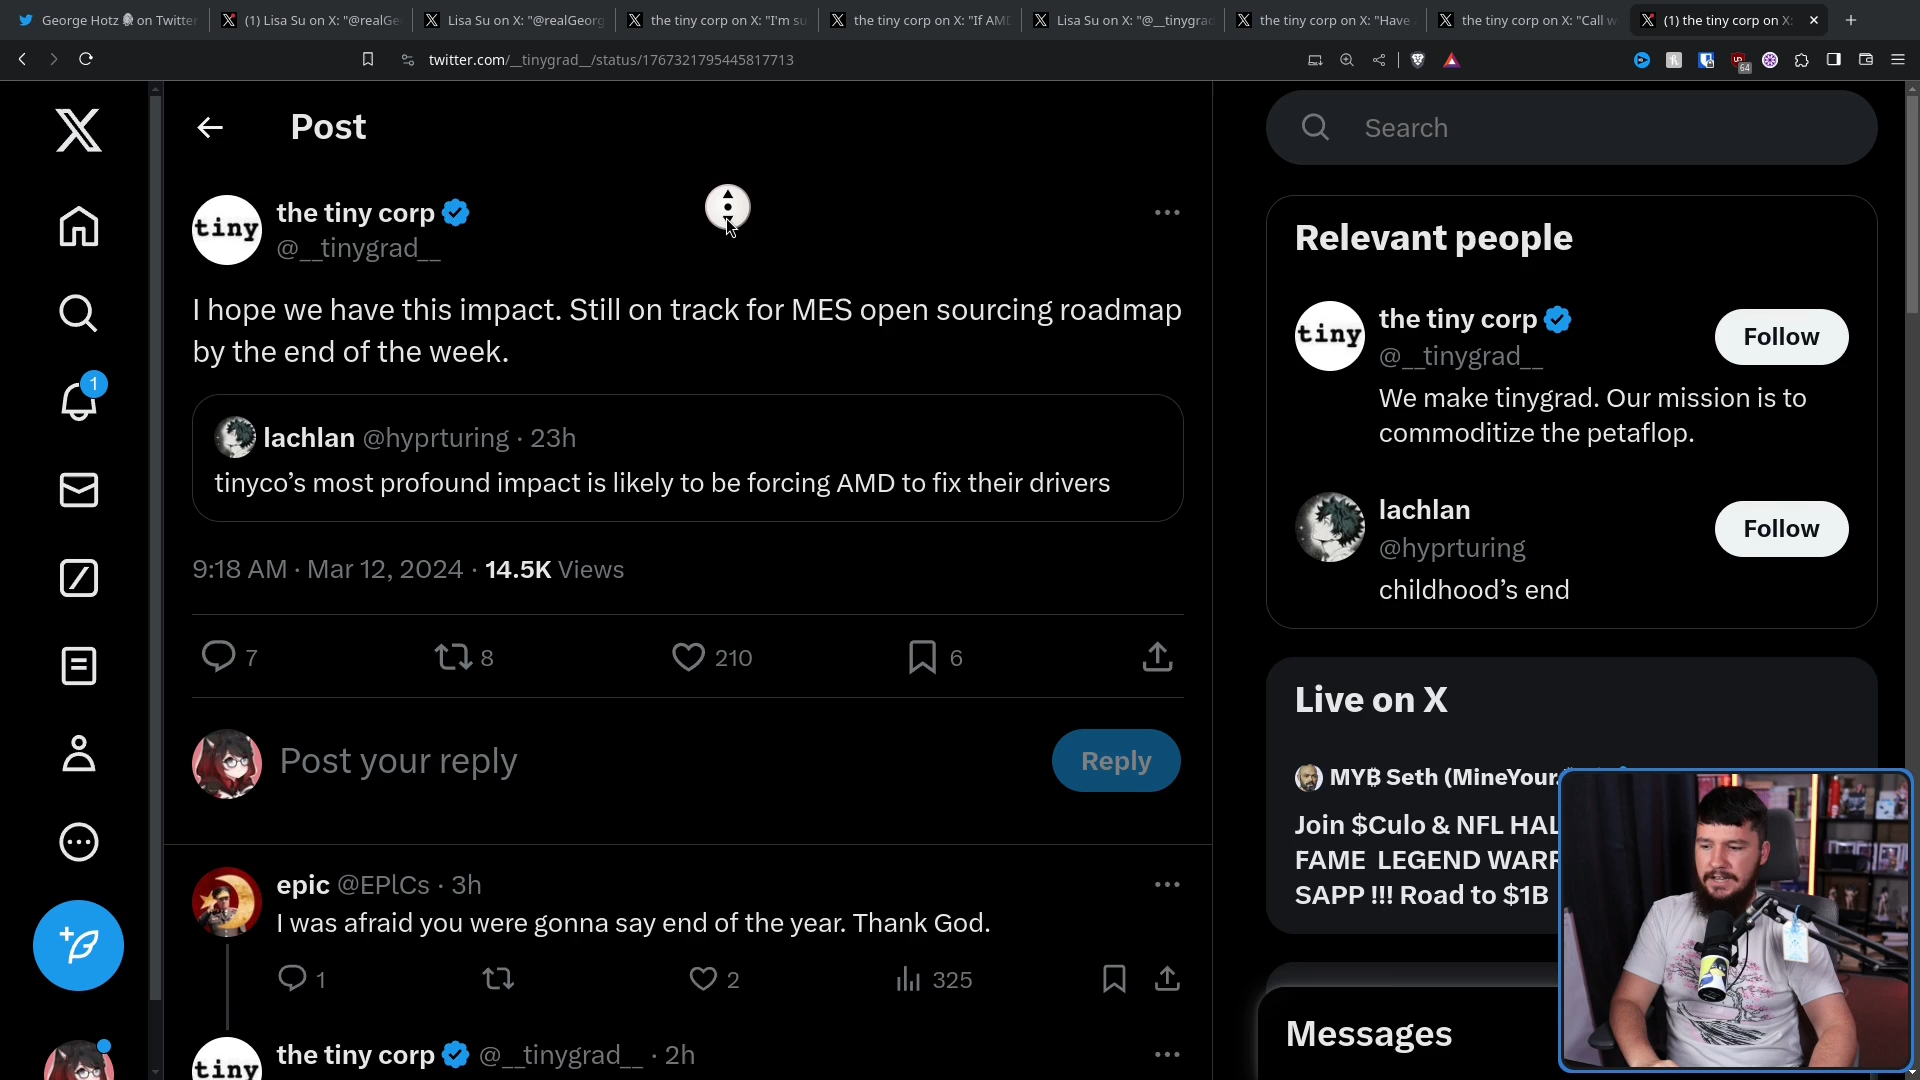 George Hotz on Twitter
(1) Lisa Su on X: "@realGe
Lisa Su on X: "@realGeorg
the tiny corp on X: "I'm su
the tiny corp on X: "If AMD
Lisa Su on X: "@__tinygrad
the tiny corp on X: "Have
the tiny corp on X: "Call w
(1) the tiny corp on X:
twitter.com/__tinygrad__/status/1767321795445817713
64
Post
Search
the tiny corp
@__tinygrad__
I hope we have this impact. Still on track for MES open sourcing roadmap
by the end of the week.
lachlan @hyprturing · 23h
tinyco's most profound impact is likely to be forcing AMD to fix their drivers
9:18 AM · Mar 12, 2024 · 14.5K Views
7
8
210
6
Post your reply
Reply
epic @EPlCs · 3h
I was afraid you were gonna say end of the year. Thank God.
1
2
325
the tiny corp @__tinygrad__ · 2h
tiny
tiny
1
Relevant people
tiny
the tiny corp
@__tinygrad__
Follow
We make tinygrad. Our mission is to
commoditize the petaflop.
lachlan
@hyprturing
Follow
childhood's end
Live on X
MY₿ Seth (MineYour
Join $Culo & NFL HAL
FAME LEGEND WARR
SAPP !!! Road to $1B
Messages